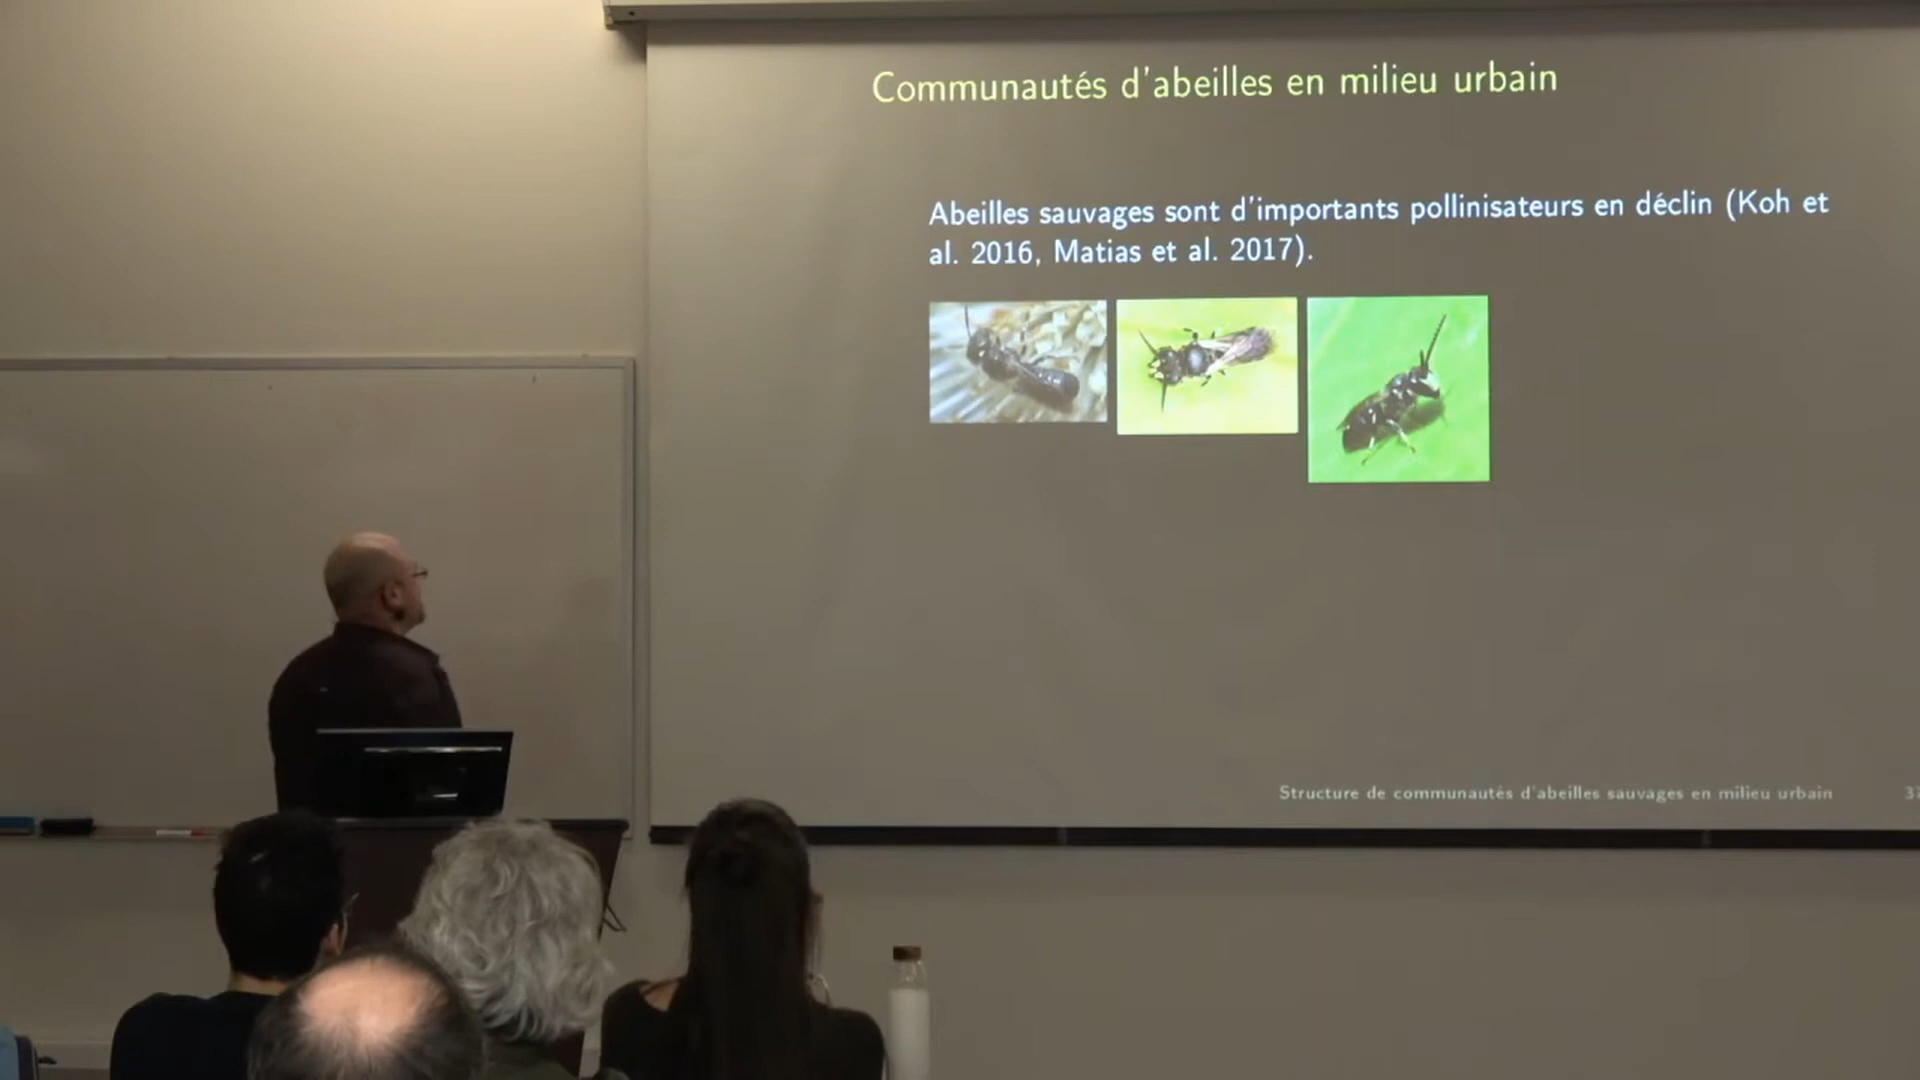 Communautés d'abeilles en milieu urbain
Abeilles sauvages sont d'importants pollinisateurs en déclin (Koh et
al. 2016, Matias et al. 2017).
Structure de communautés d'abeilles sauvages en milieu urbain